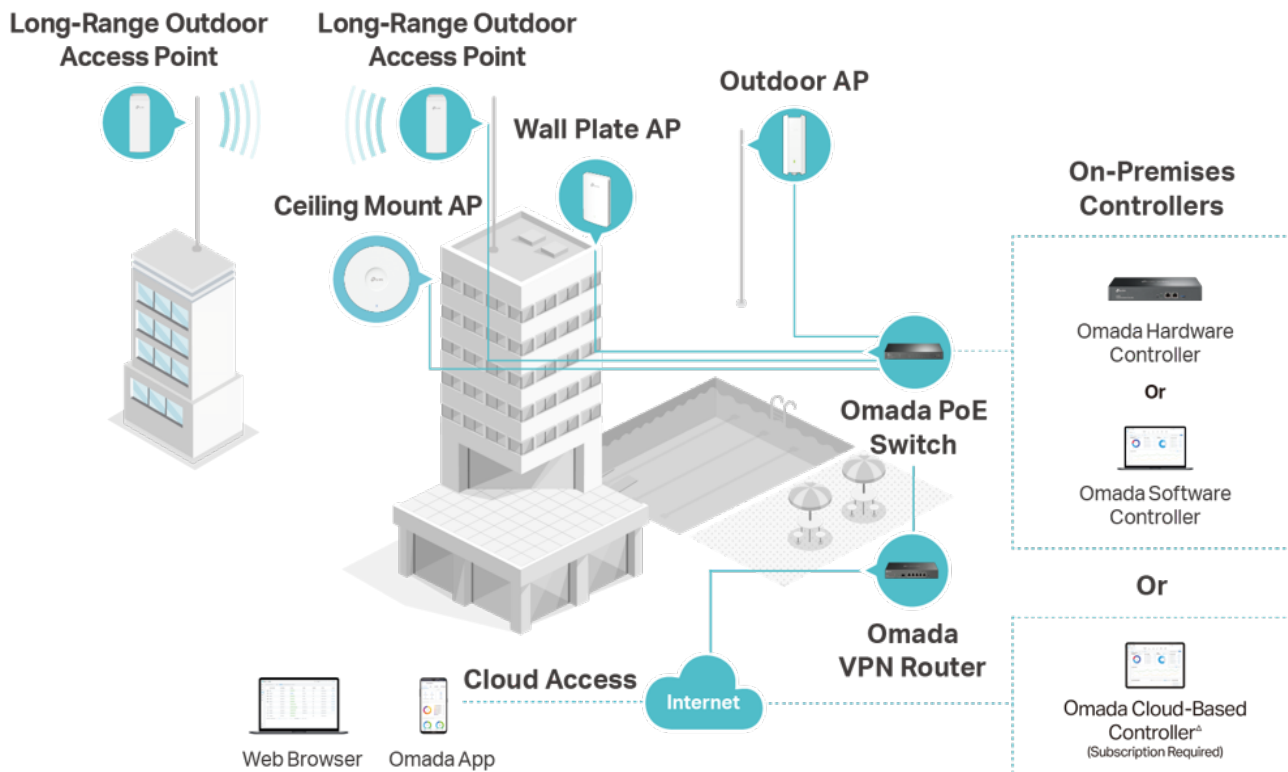 Long-Range Outdoor
Access Point
Long-Range Outdoor
Access Point
Outdoor AP
Wall Plate AP
Ceiling Mount AP
On-Premises
Controllers
Omada Hardware
Controller
Or
Omada Software
Controller
Omada PoE
Switch
Or
Omada
VPN Router
Cloud Access
Internet
Web Browser
Omada App
Omada Cloud-Based
Controller△
(Subscription Required)